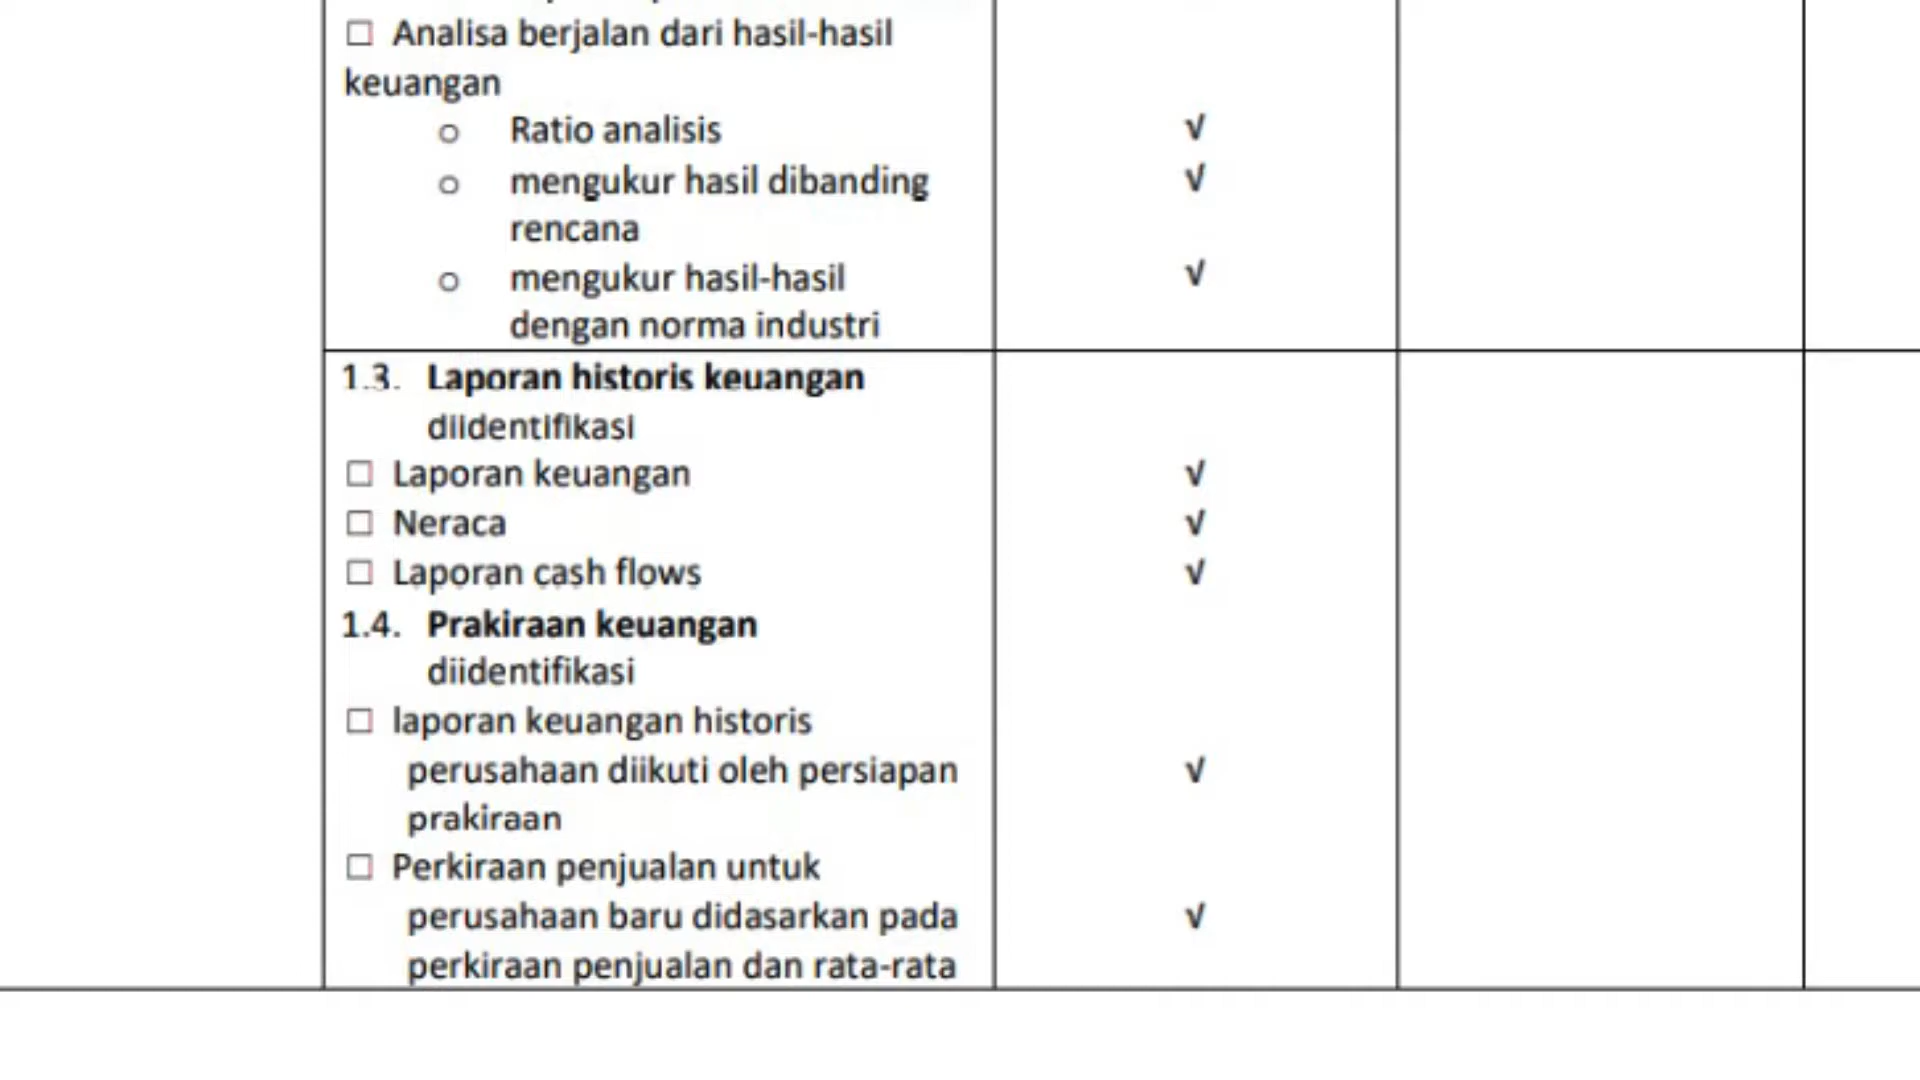 □ Analisa berjalan dari hasil-hasil
keuangan
o Ratio analisis √
o mengukur hasil dibanding √
rencana
o mengukur hasil-hasil √
dengan norma industri
1.3. Laporan historis keuangan
diidentifikasi
□ Laporan keuangan √
□ Neraca √
□ Laporan cash flows √
1.4. Prakiraan keuangan
diidentifikasi
□ laporan keuangan historis
perusahaan diikuti oleh persiapan √
prakiraan
□ Perkiraan penjualan untuk
perusahaan baru didasarkan pada √
perkiraan penjualan dan rata-rata